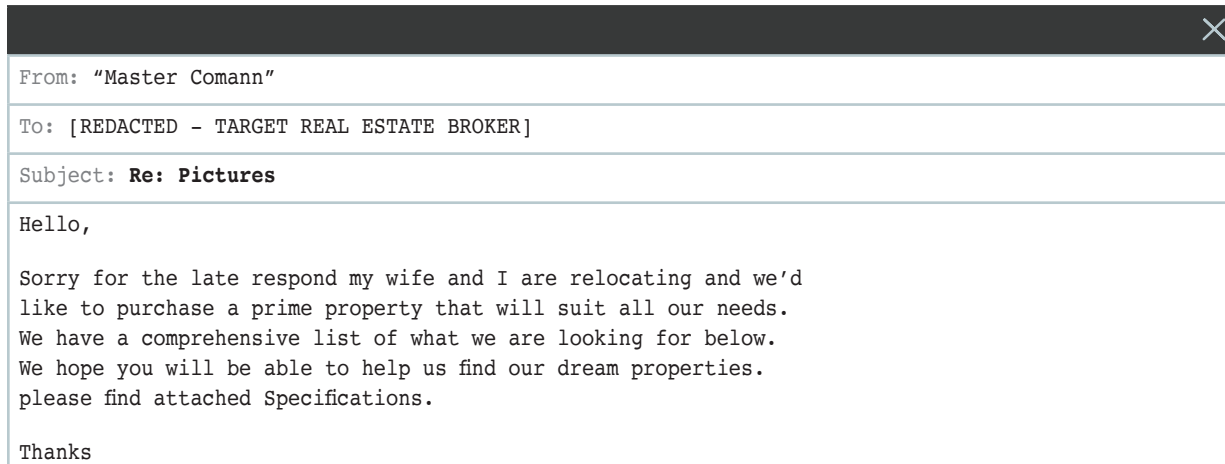 From: “Master Comann”
To: [REDACTED – TARGET REAL ESTATE BROKER]
Subject: Re: Pictures
Hello,
Sorry for the late respond my wife and I are relocating and we’d
like to purchase a prime property that will suit all our needs.
We have a comprehensive list of what we are looking for below.
We hope you will be able to help us find our dream properties.
please find attached Specifications.
Thanks